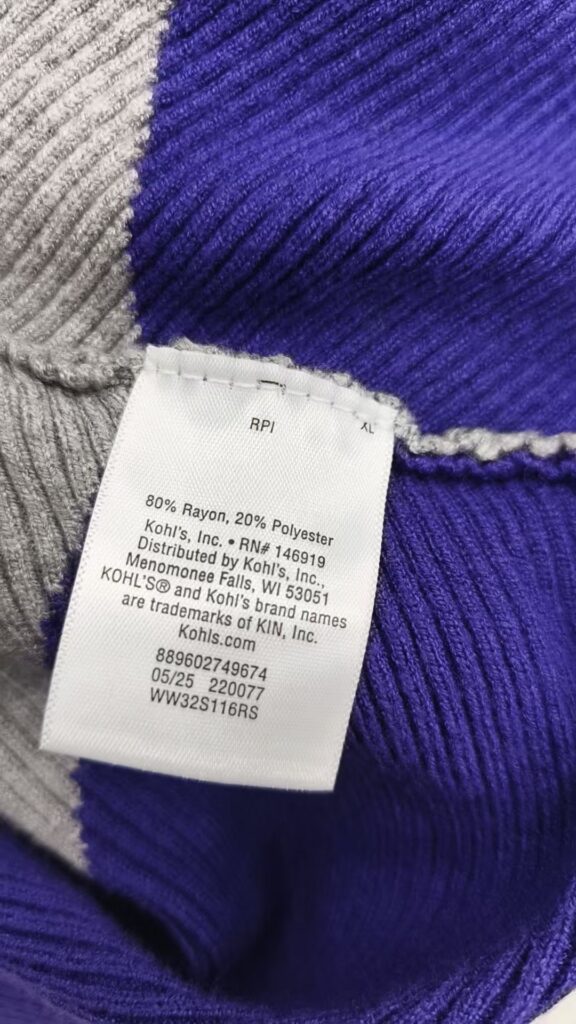 RPI XL
80% Rayon, 20% Polyester
Kohl's, Inc. • RN# 146919
Distributed by Kohl's, Inc.,
Menomonee Falls, WI 53051
KOHL'S® and Kohl's brand names
are trademarks of KIN, Inc.
Kohls.com
889602749674
05/25 220077
WW32S116RS